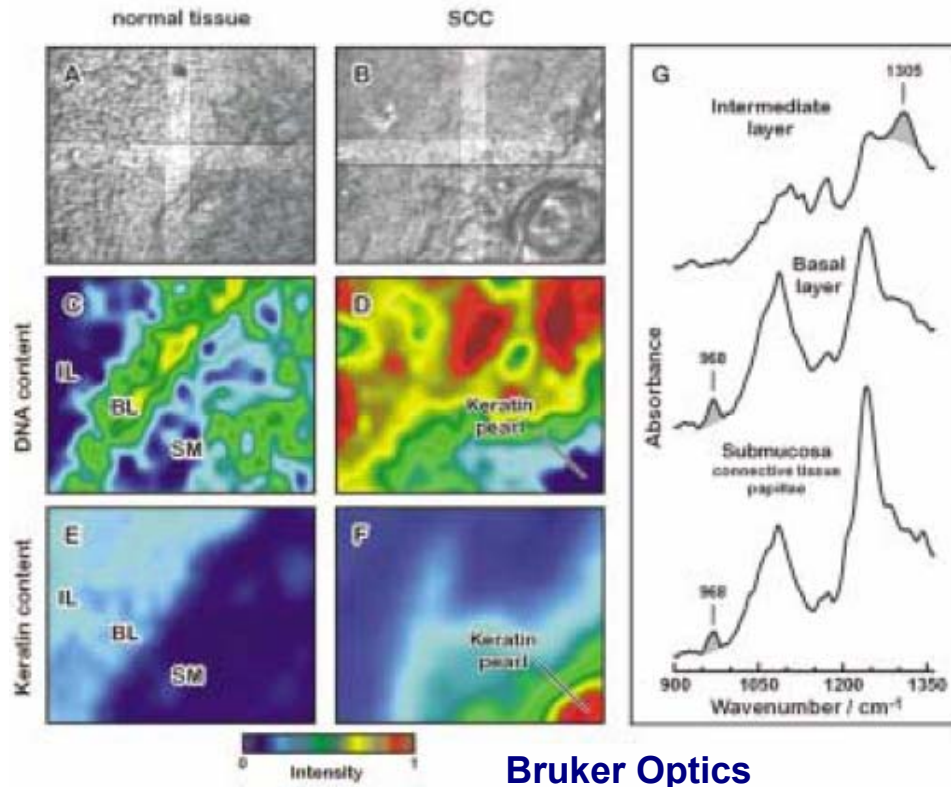 normal tissue
SCC
A
B
G
1305
Intermediate
layer
Basal
layer
968
Submucosa
connective tissue
papillae
968
Absorbance
900 1050 1200 1350
Wavenumber / cm⁻¹
DNA content
C
IL
BL
SM
D
Keratin
pearl
Keratin content
E
IL
BL
SM
F
Keratin
pearl
0 1
Intensity
Bruker Optics